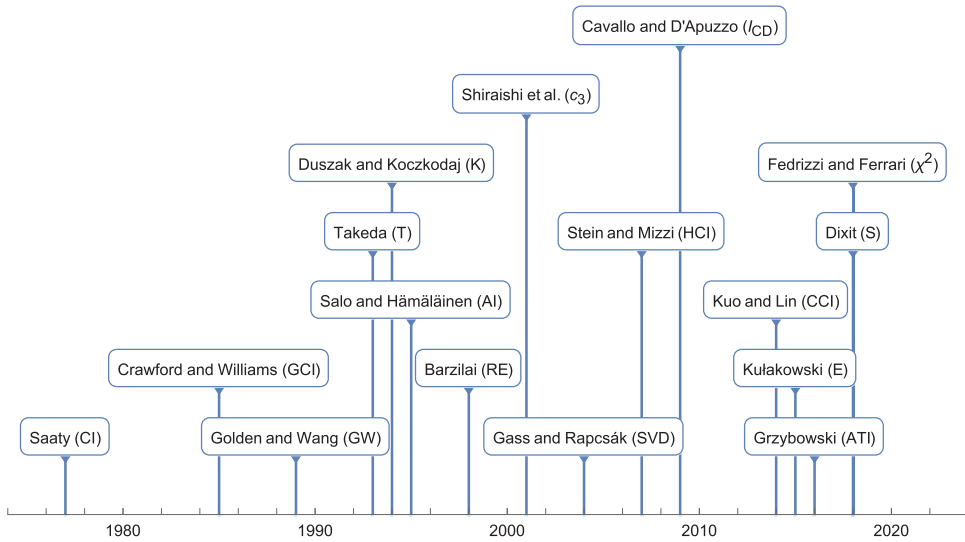 Cavallo and D'Apuzzo (I_CD)
Shiraishi et al. (c₃)
Duszak and Koczkodaj (K)
Fedrizzi and Ferrari (χ²)
Takeda (T)
Stein and Mizzi (HCI)
Dixit (S)
Salo and Hämäläinen (AI)
Kuo and Lin (CCI)
Crawford and Williams (GCI)
Barzilai (RE)
Kułakowski (E)
Saaty (CI)
Golden and Wang (GW)
Gass and Rapcsák (SVD)
Grzybowski (ATI)
1980 1990 2000 2010 2020